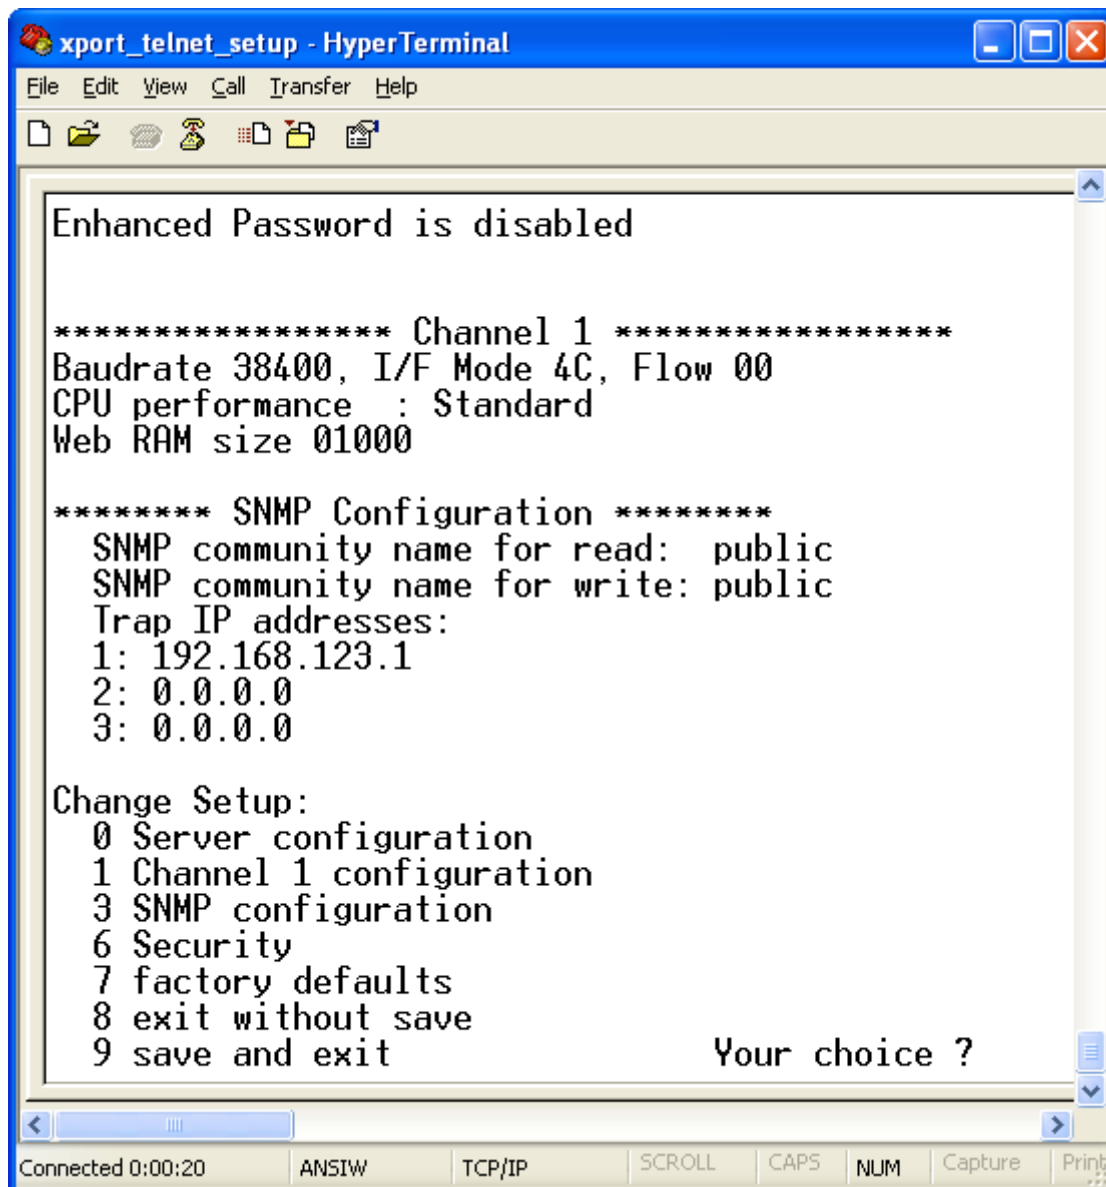 xport_telnet_setup - HyperTerminal
File Edit View Call Transfer Help
Enhanced Password is disabled
***************** Channel 1 *****************
Baudrate 38400, I/F Mode 4C, Flow 00
CPU performance  : Standard
Web RAM size 01000
******** SNMP Configuration ********
SNMP community name for read:  public
SNMP community name for write: public
Trap IP addresses:
1: 192.168.123.1
2: 0.0.0.0
3: 0.0.0.0
Change Setup:
0 Server configuration
1 Channel 1 configuration
3 SNMP configuration
6 Security
7 factory defaults
8 exit without save
9 save and exit                Your choice ?
Connected 0:00:20 ANSIW TCP/IP SCROLL CAPS NUM Capture Print